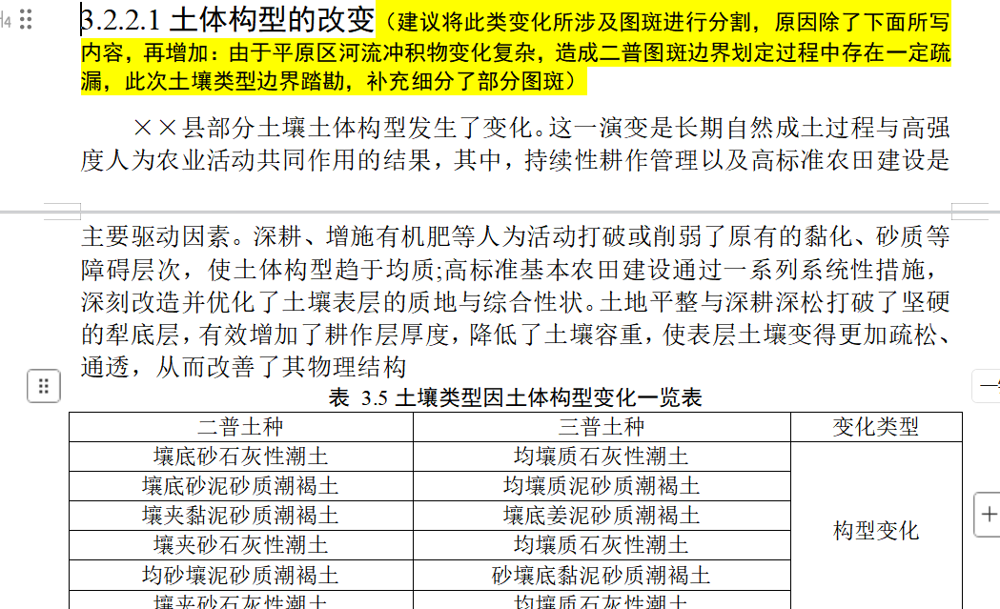 H4
3.2.2.1 土体构型的改变（建议将此类变化所涉及图斑进行分割，原因除了下面所写
内容，再增加：由于平原区河流冲积物变化复杂，造成二普图斑边界划定过程中存在一定疏
漏，此次土壤类型边界踏勘，补充细分了部分图斑）
××县部分土壤土体构型发生了变化。这一演变是长期自然成土过程与高强
度人为农业活动共同作用的结果，其中，持续性耕作管理以及高标准农田建设是
主要驱动因素。深耕、增施有机肥等人为活动打破或削弱了原有的黏化、砂质等
障碍层次，使土体构型趋于均质;高标准基本农田建设通过一系列系统性措施，
深刻改造并优化了土壤表层的质地与综合性状。土地平整与深耕深松打破了坚硬
的犁底层，有效增加了耕作层厚度，降低了土壤容重，使表层土壤变得更加疏松、
通透，从而改善了其物理结构
表 3.5 土壤类型因土体构型变化一览表
二普土种 三普土种 变化类型
壤底砂石灰性潮土 均壤质石灰性潮土
壤底砂泥砂质潮褐土 均壤质泥砂质潮褐土
壤夹黏泥砂质潮褐土 壤底姜泥砂质潮褐土
构型变化
壤夹砂石灰性潮土 均壤质石灰性潮土
均砂壤泥砂质潮褐土 砂壤底黏泥砂质潮褐土
壤夹砂石灰性潮土 均壤质石灰性潮土